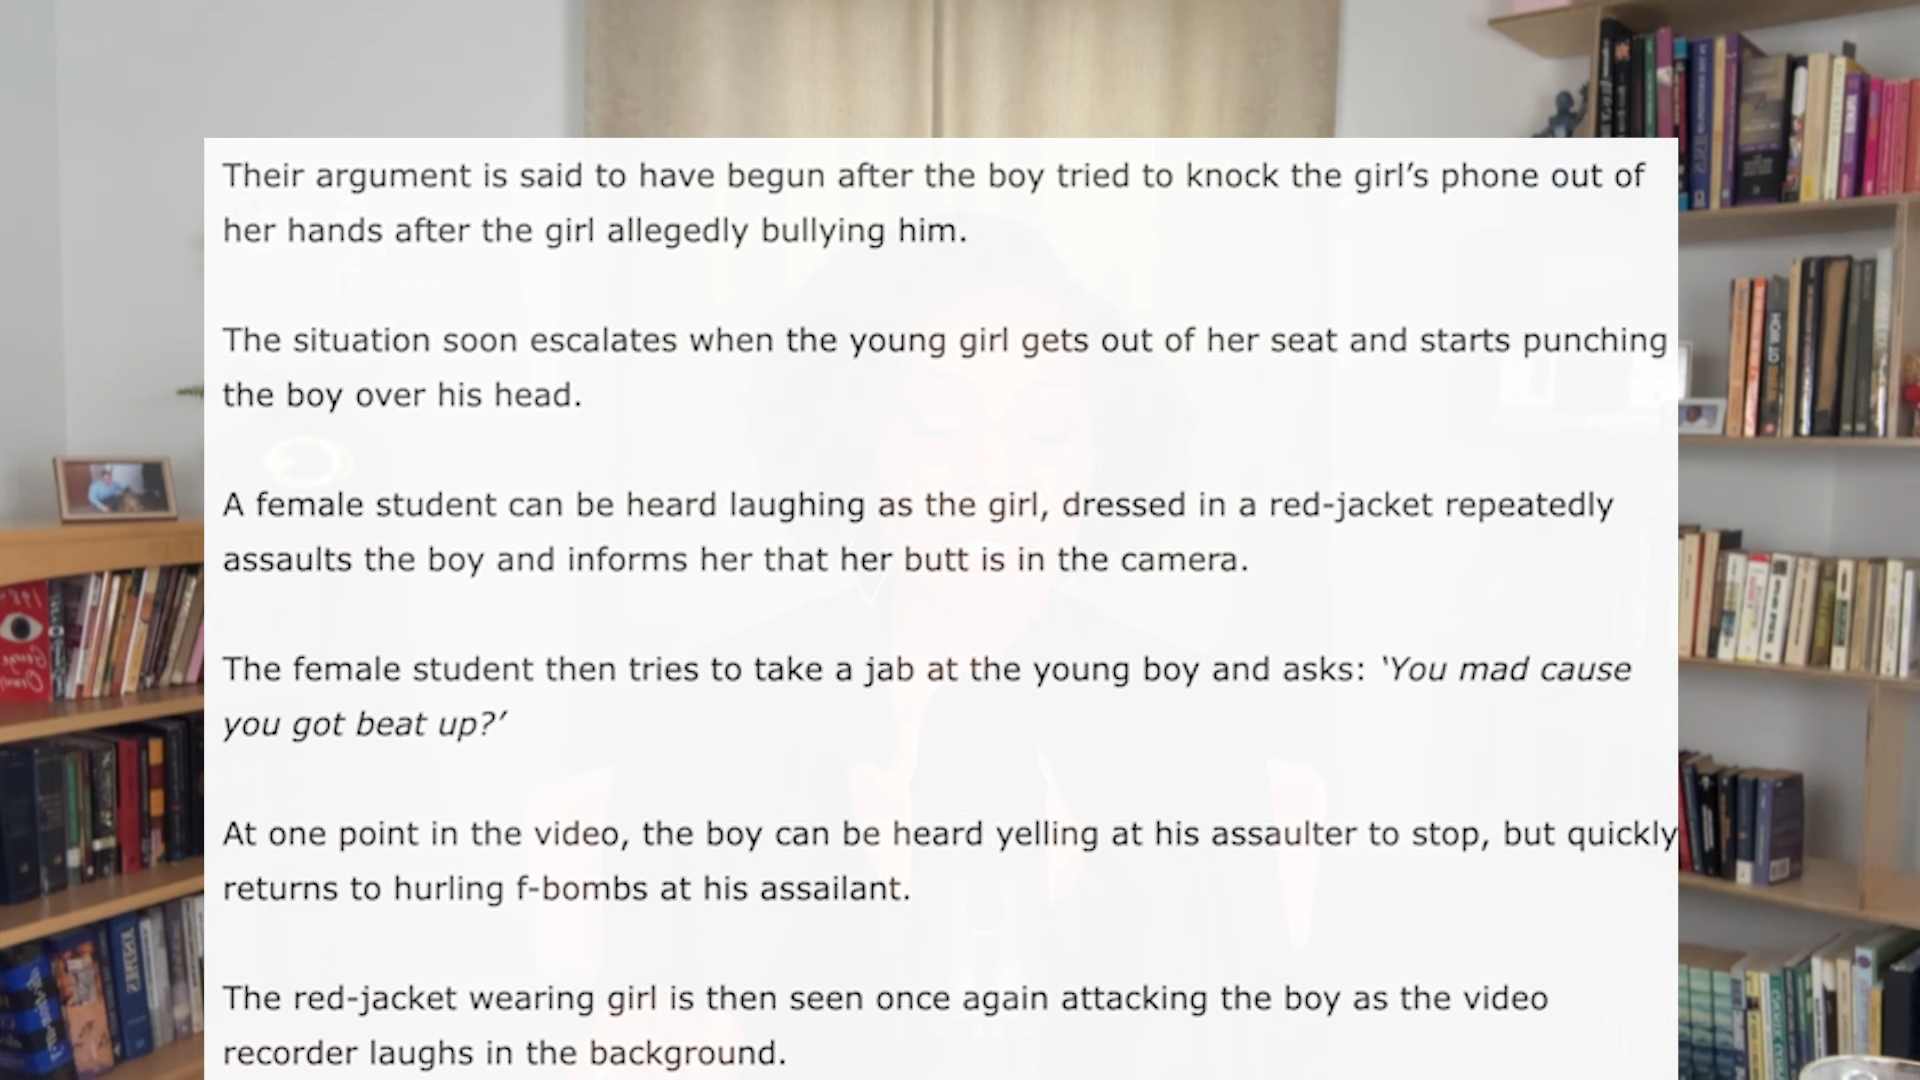 Their argument is said to have begun after the boy tried to knock the girl’s phone out of
her hands after the girl allegedly bullying him.
The situation soon escalates when the young girl gets out of her seat and starts punching
the boy over his head.
A female student can be heard laughing as the girl, dressed in a red-jacket repeatedly
assaults the boy and informs her that her butt is in the camera.
The female student then tries to take a jab at the young boy and asks: ‘You mad cause
you got beat up?’
At one point in the video, the boy can be heard yelling at his assaulter to stop, but quickly
returns to hurling f-bombs at his assailant.
The red-jacket wearing girl is then seen once again attacking the boy as the video
recorder laughs in the background.
1984
George
HOW TO